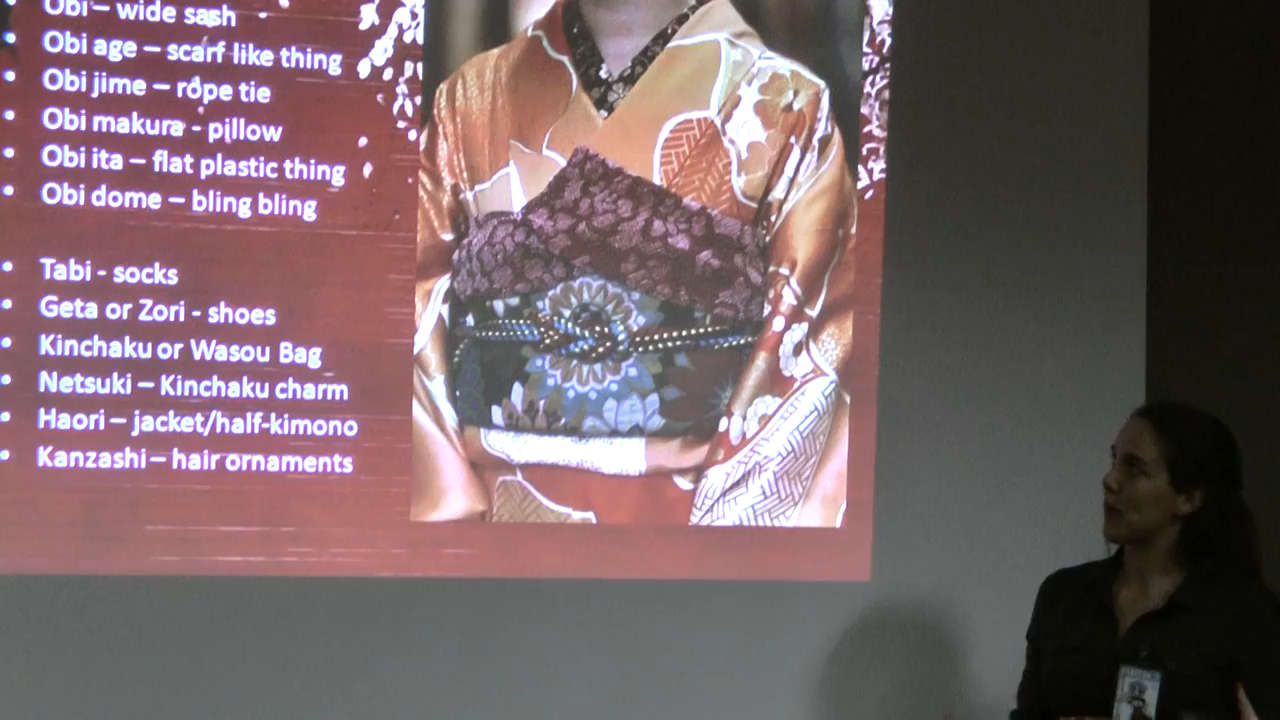 Obi – wide sash
Obi age – scarf like thing
Obi jime – rope tie
Obi makura - pillow
Obi ita – flat plastic thing
Obi dome – bling bling
Tabi - socks
Geta or Zori - shoes
Kinchaku or Wasou Bag
Netsuki – Kinchaku charm
Haori – jacket/half-kimono
Kanzashi – hair ornaments